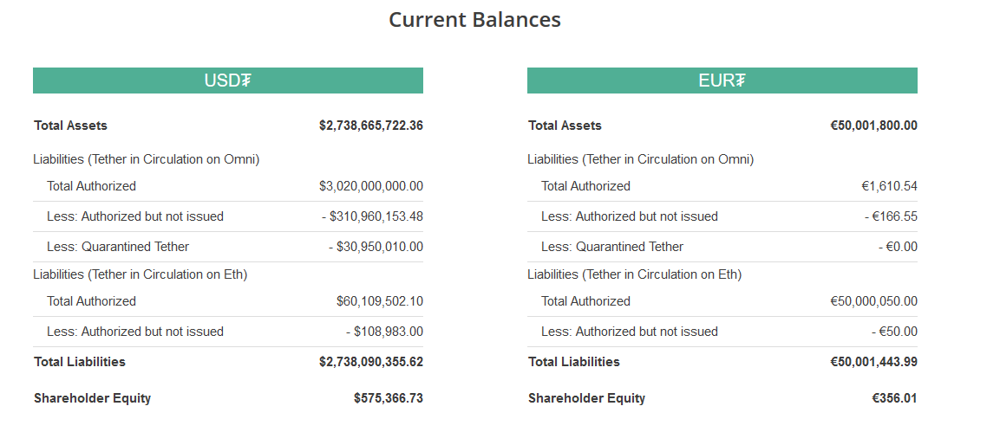 Current Balances
USD₮
Total Assets $2,738,665,722.36
Liabilities (Tether in Circulation on Omni)
Total Authorized $3,020,000,000.00
Less: Authorized but not issued - $310,960,153.48
Less: Quarantined Tether - $30,950,010.00
Liabilities (Tether in Circulation on Eth)
Total Authorized $60,109,502.10
Less: Authorized but not issued - $108,983.00
Total Liabilities $2,738,090,355.62
Shareholder Equity $575,366.73
EUR₮
Total Assets €50,001,800.00
Liabilities (Tether in Circulation on Omni)
Total Authorized €1,610.54
Less: Authorized but not issued - €166.55
Less: Quarantined Tether - €0.00
Liabilities (Tether in Circulation on Eth)
Total Authorized €50,000,050.00
Less: Authorized but not issued - €50.00
Total Liabilities €50,001,443.99
Shareholder Equity €356.01